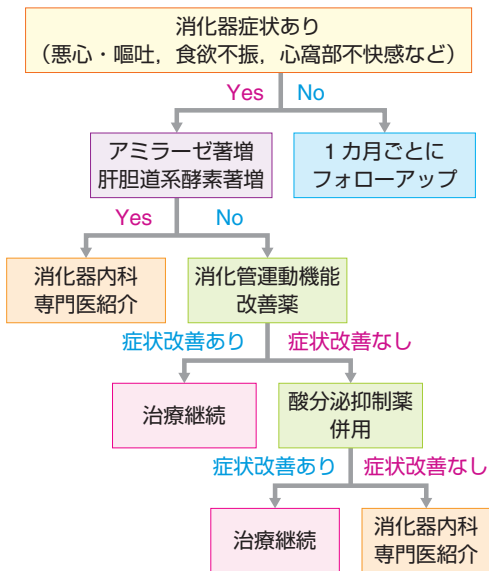 消化器症状あり
（悪心・嘔吐，食欲不振，心窩部不快感など）
Yes No
アミラーゼ著増
肝胆道系酵素著増
1カ月ごとに
フォローアップ
Yes No
消化器内科
専門医紹介
消化管運動機能
改善薬
症状改善あり 症状改善なし
治療継続
酸分泌抑制薬
併用
症状改善あり 症状改善なし
治療継続
消化器内科
専門医紹介